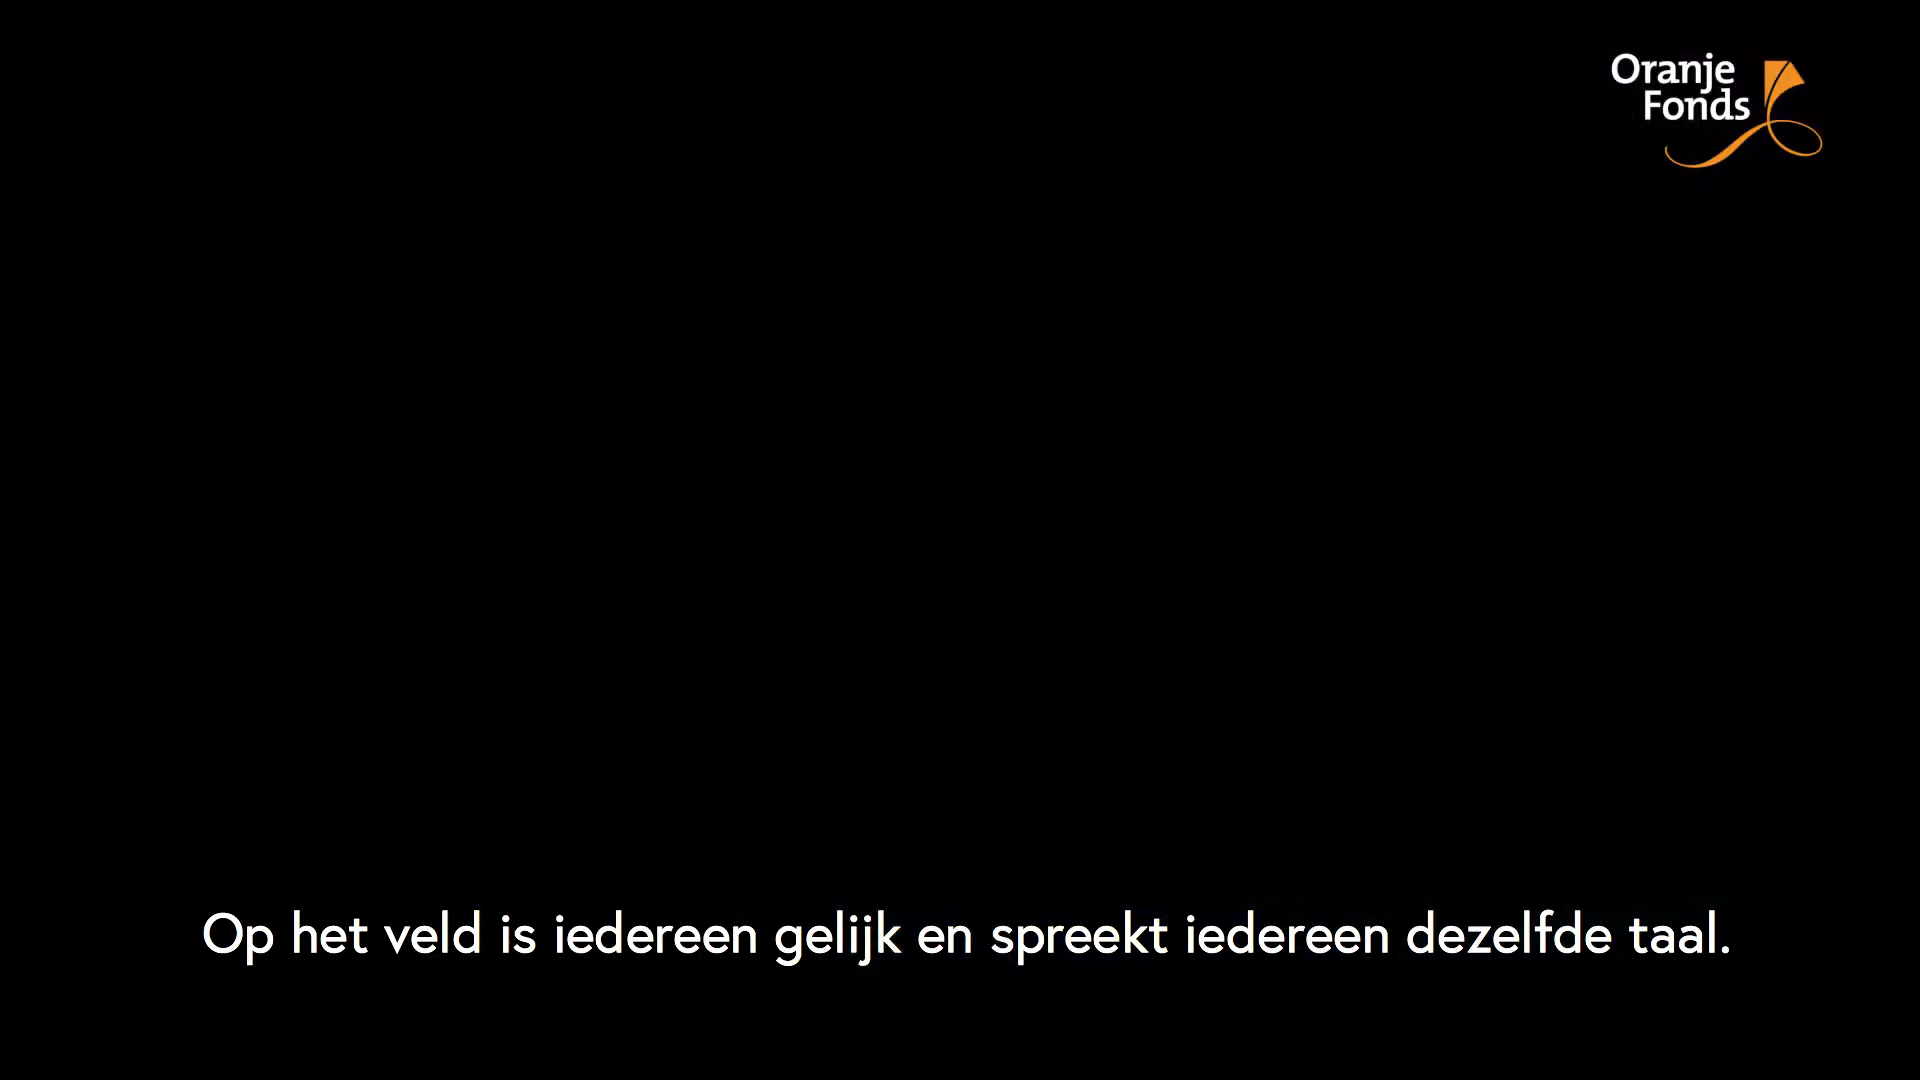 Oranje
Fonds
Op het veld is iedereen gelijk en spreekt iedereen dezelfde taal.